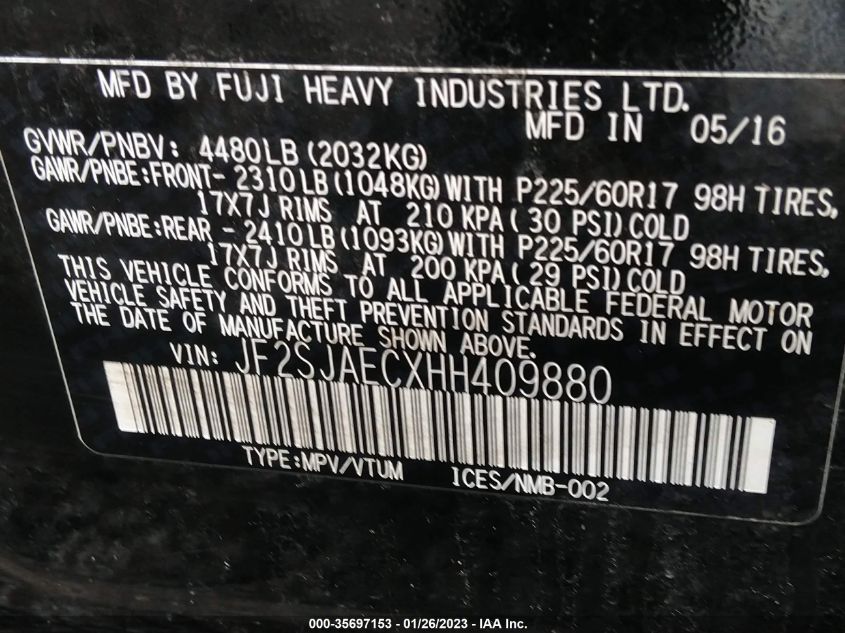 MFD BY FUJI HEAVY INDUSTRIES LTD.
MFD IN 05/16
GVWR/PNBV: 4480LB (2032KG)
GAWR/PNBE:FRONT- 2310LB (1048KG) WITH P225/60R17 98H TIRES,
17X7J RIMS AT 210 KPA ( 30 PSI) COLD
GAWR/PNBE:REAR - 2410LB (1093KG) WITH P225/60R17 98H TIRES,
17X7J RIMS AT 200 KPA ( 29 PSI) COLD
THIS VEHICLE CONFORMS TO ALL APPLICABLE FEDERAL MOTOR
VEHICLE SAFETY AND THEFT PREVENTION STANDARDS IN EFFECT ON
THE DATE OF MANUFACTURE SHOWN ABOVE.
VIN: JF2SJAECXHH409880
TYPE:MPV/VTUM ICES/NMB-002
000-35697153 - 01/26/2023 - IAA Inc.